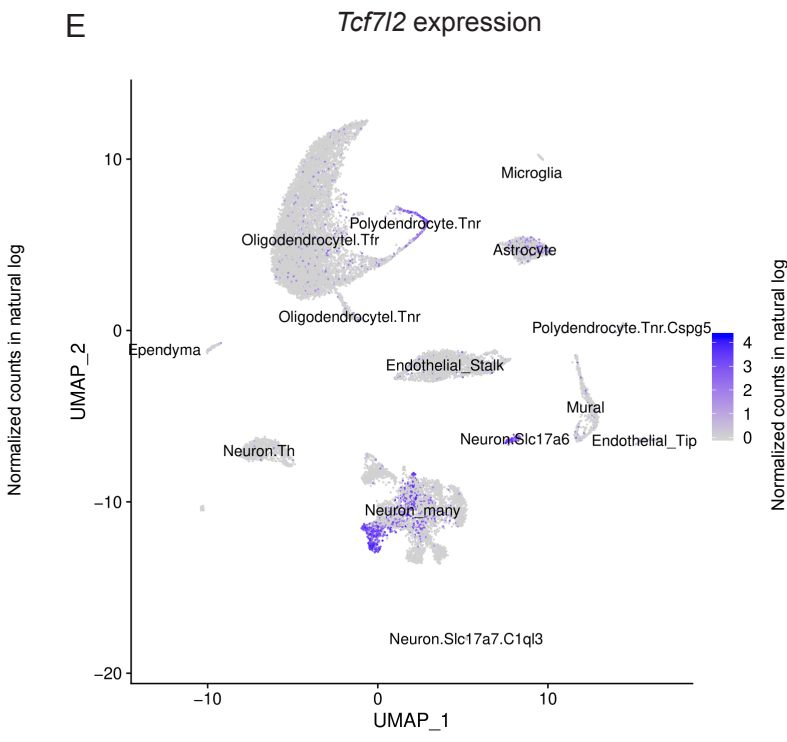 E
Tcf7l2 expression
10
Microglia
Polydendrocyte.Tnr
Oligodendrocytel.Tfr
Astrocyte
Oligodendrocytel.Tnr
Polydendrocyte.Tnr.Cspg5
0
Ependyma
Endothelial_Stalk
4
3
2
1
0
Mural
Neuron.Slc17a6
Endothelial_Tip
Neuron.Th
−10
Neuron_many
Neuron.Slc17a7.C1ql3
−20
−10
0
10
UMAP_1
UMAP_2
Normalized counts in natural log
Normalized counts in natural log